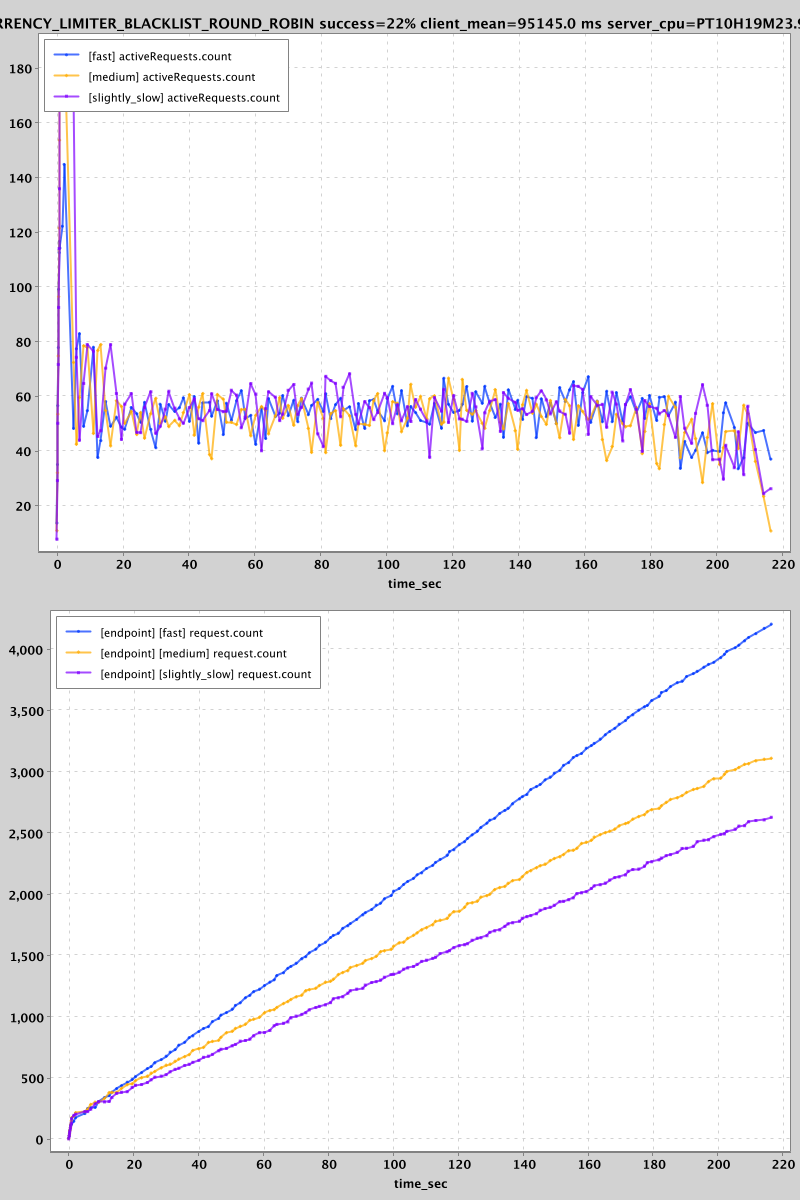 RRENCY_LIMITER_BLACKLIST_ROUND_ROBIN success=22% client_mean=95145.0 ms server_cpu=PT10H19M23.9
[fast] activeRequests.count
[medium] activeRequests.count
[slightly_slow] activeRequests.count
180
160
140
120
100
80
60
40
20
0 20 40 60 80 100 120 140 160 180 200 220
time_sec
[endpoint] [fast] request.count
[endpoint] [medium] request.count
[endpoint] [slightly_slow] request.count
4,000
3,500
3,000
2,500
2,000
1,500
1,000
500
0
0 20 40 60 80 100 120 140 160 180 200 220
time_sec